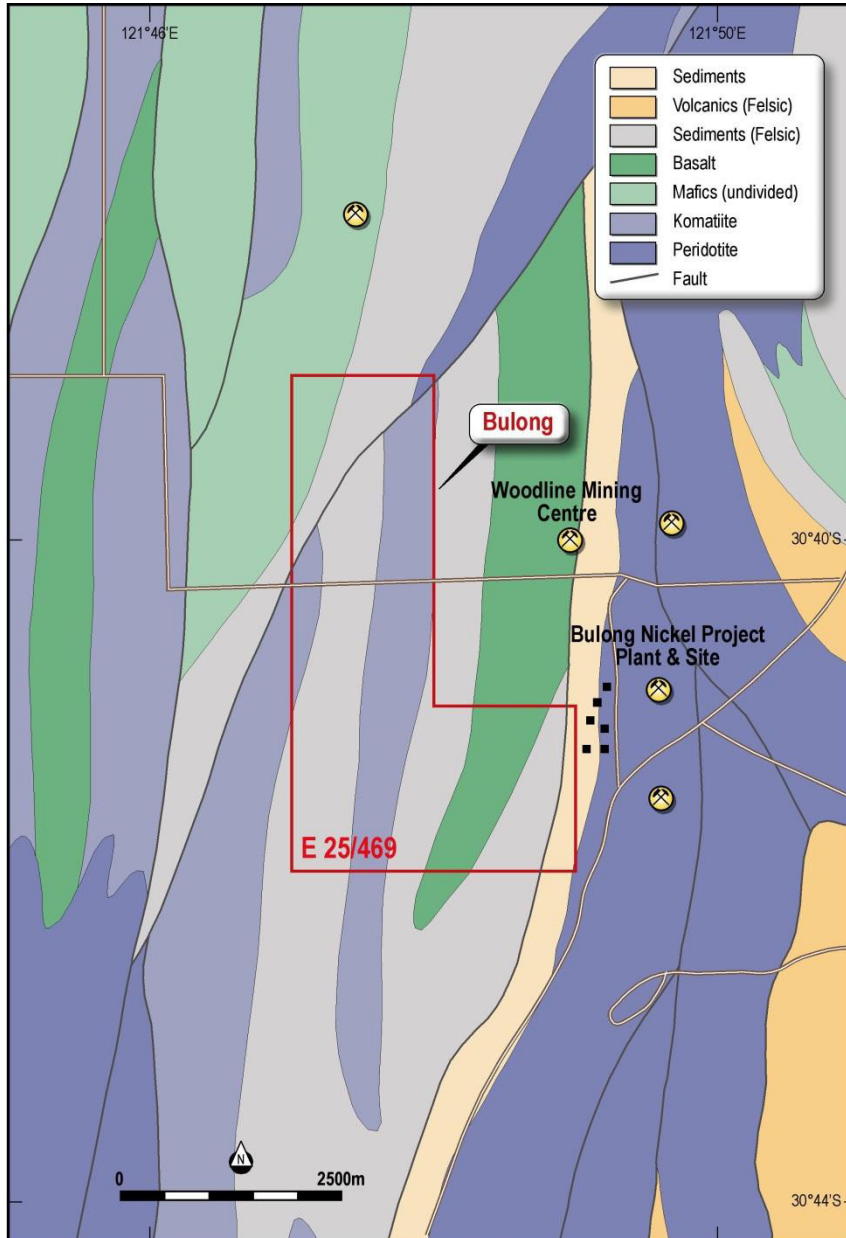 121°46'E
121°50'E
Sediments
Volcanics (Felsic)
Sediments (Felsic)
Basalt
Mafics (undivided)
Komatiite
Peridotite
Fault
Bulong
Woodline Mining
Centre
30°40'S
Bulong Nickel Project
Plant & Site
E 25/469
N
0
2500m
30°44'S